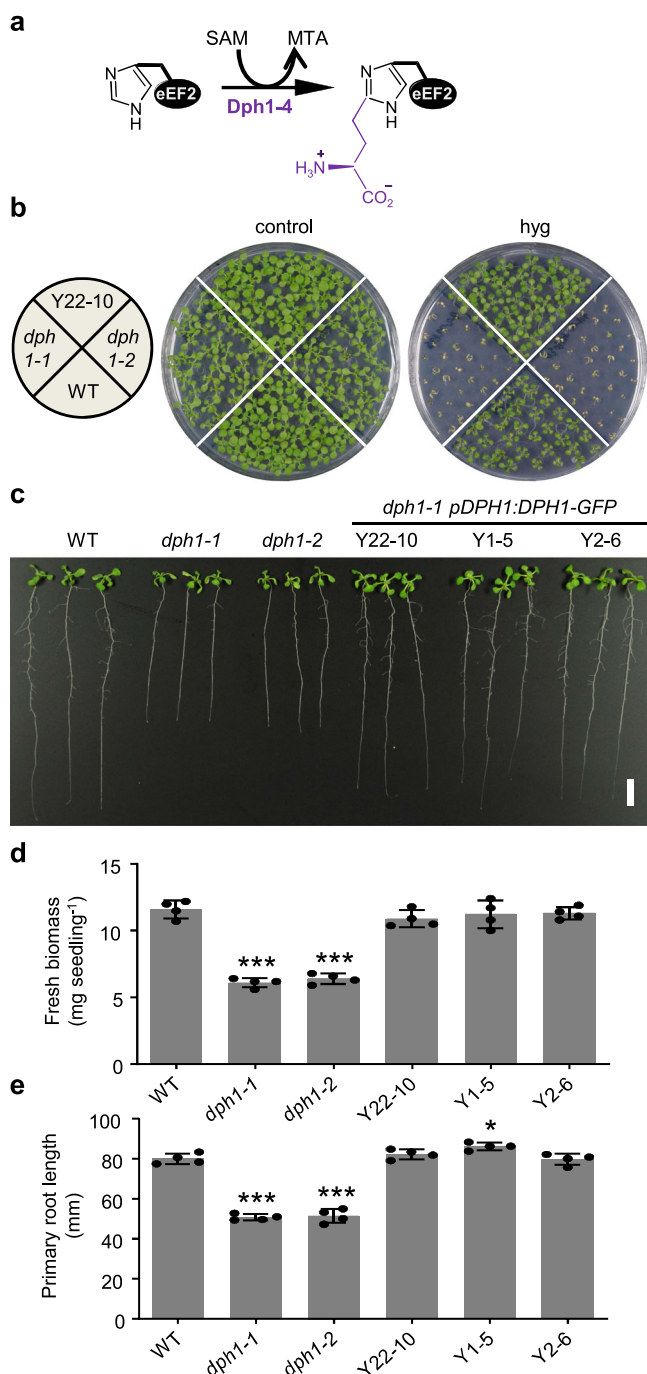 a
SAM MTA
N
N
H
eEF2
Dph1-4
N
N
H
eEF2
H₃N⁺
CO₂⁻
b
control hyg
Y22-10
dph 1-1
dph 1-2
WT
c
dph1-1 pDPH1:DPH1-GFP
WT dph1-1 dph1-2 Y22-10 Y1-5 Y2-6
d
Fresh biomass
(mg seedling⁻¹)
15
10
5
0
*** ***
WT dph1-1 dph1-2 Y22-10 Y1-5 Y2-6
e
Primary root length
(mm)
100
80
60
40
20
0
*** *** *
WT dph1-1 dph1-2 Y22-10 Y1-5 Y2-6